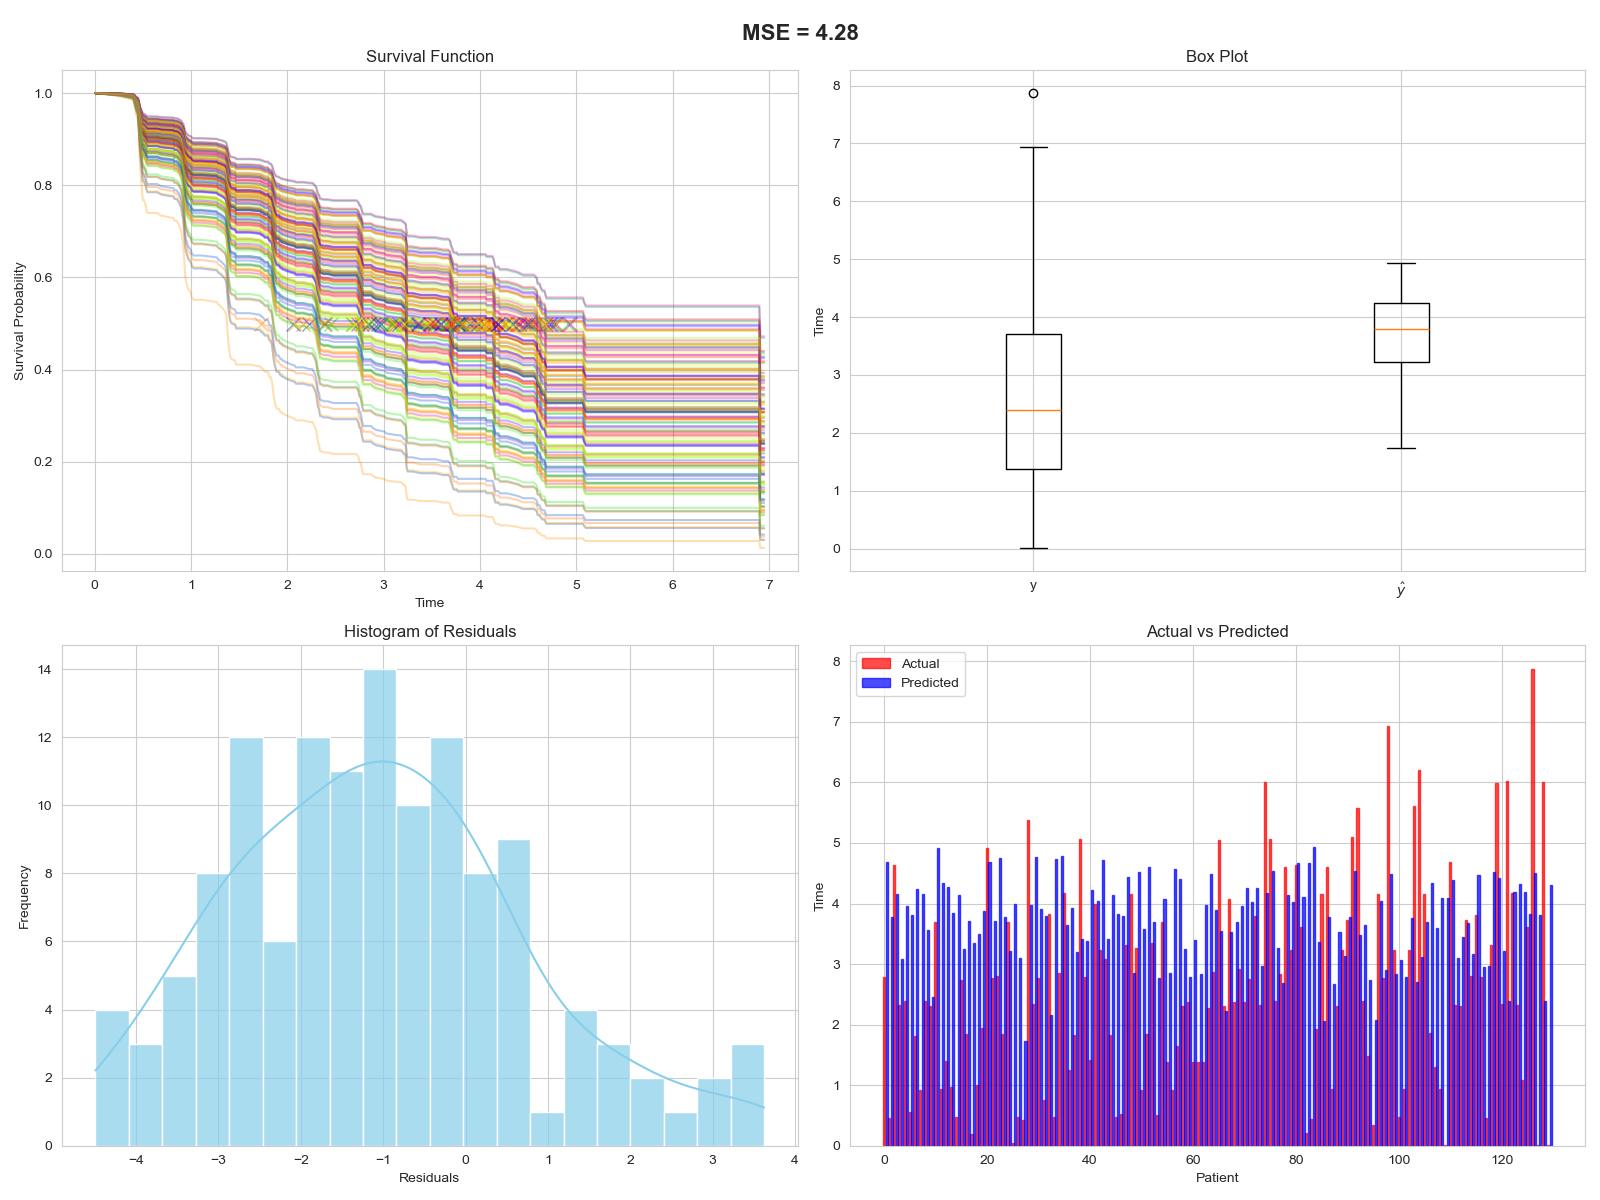 MSE = 4.28
Survival Function
1.0
0.8
0.6
0.4
0.2
0.0
Survival Probability
0 1 2 3 4 5 6 7
Time
Box Plot
8
7
6
5
4
3
2
1
0
Time
y ŷ
Histogram of Residuals
14
12
10
8
6
4
2
0
Frequency
−4 −3 −2 −1 0 1 2 3 4
Residuals
Actual vs Predicted
Actual
Predicted
8
7
6
5
4
3
2
1
0
Time
0 20 40 60 80 100 120
Patient